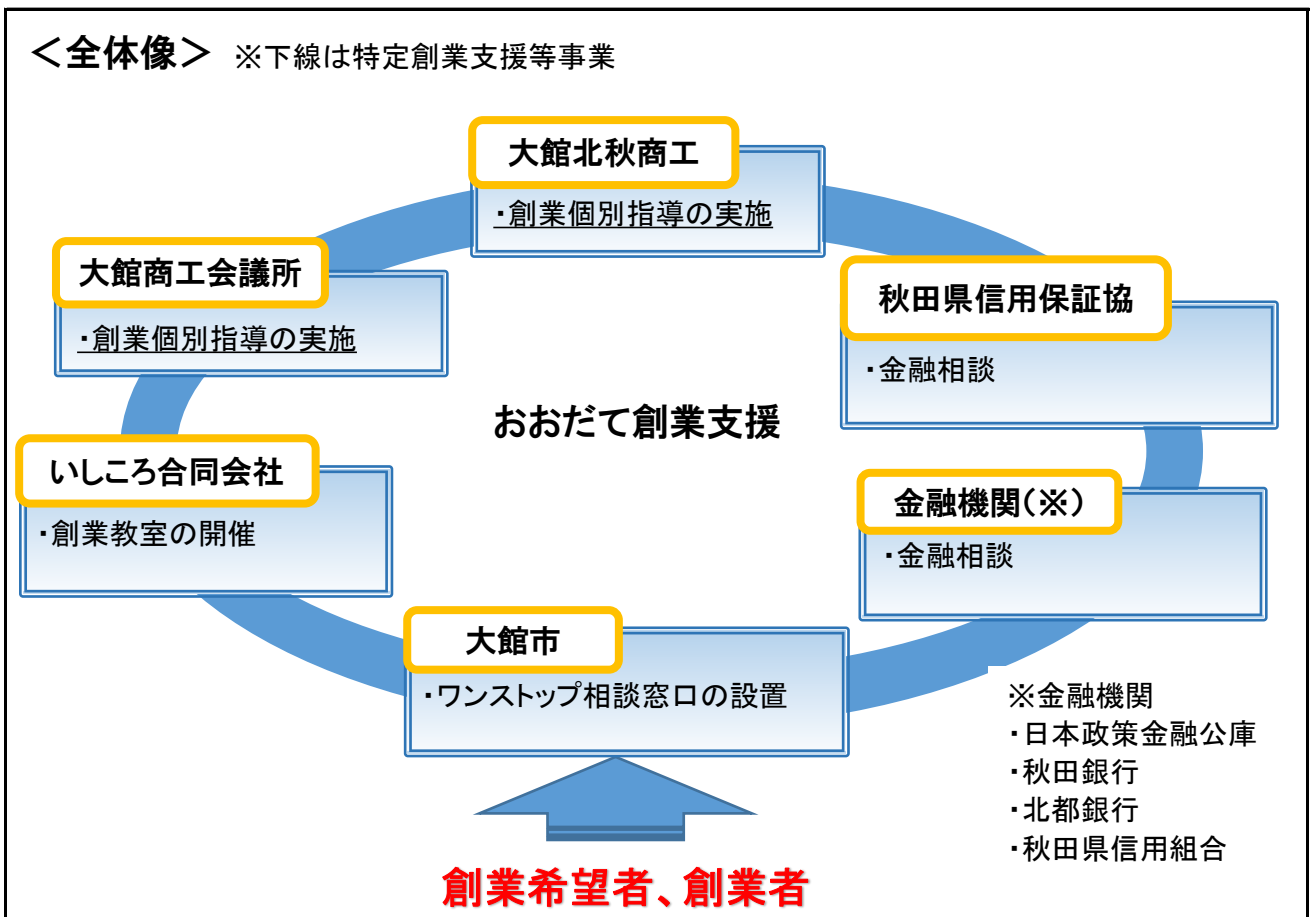 ＜全体像＞ ※下線は特定創業支援等事業
大館北秋商工
・創業個別指導の実施
大館商工会議所
・創業個別指導の実施
秋田県信用保証協
・金融相談
おおだて創業支援
いしころ合同会社
・創業教室の開催
金融機関（※）
・金融相談
大館市
・ワンストップ相談窓口の設置
※金融機関
・日本政策金融公庫
・秋田銀行
・北都銀行
・秋田県信用組合
創業希望者、創業者